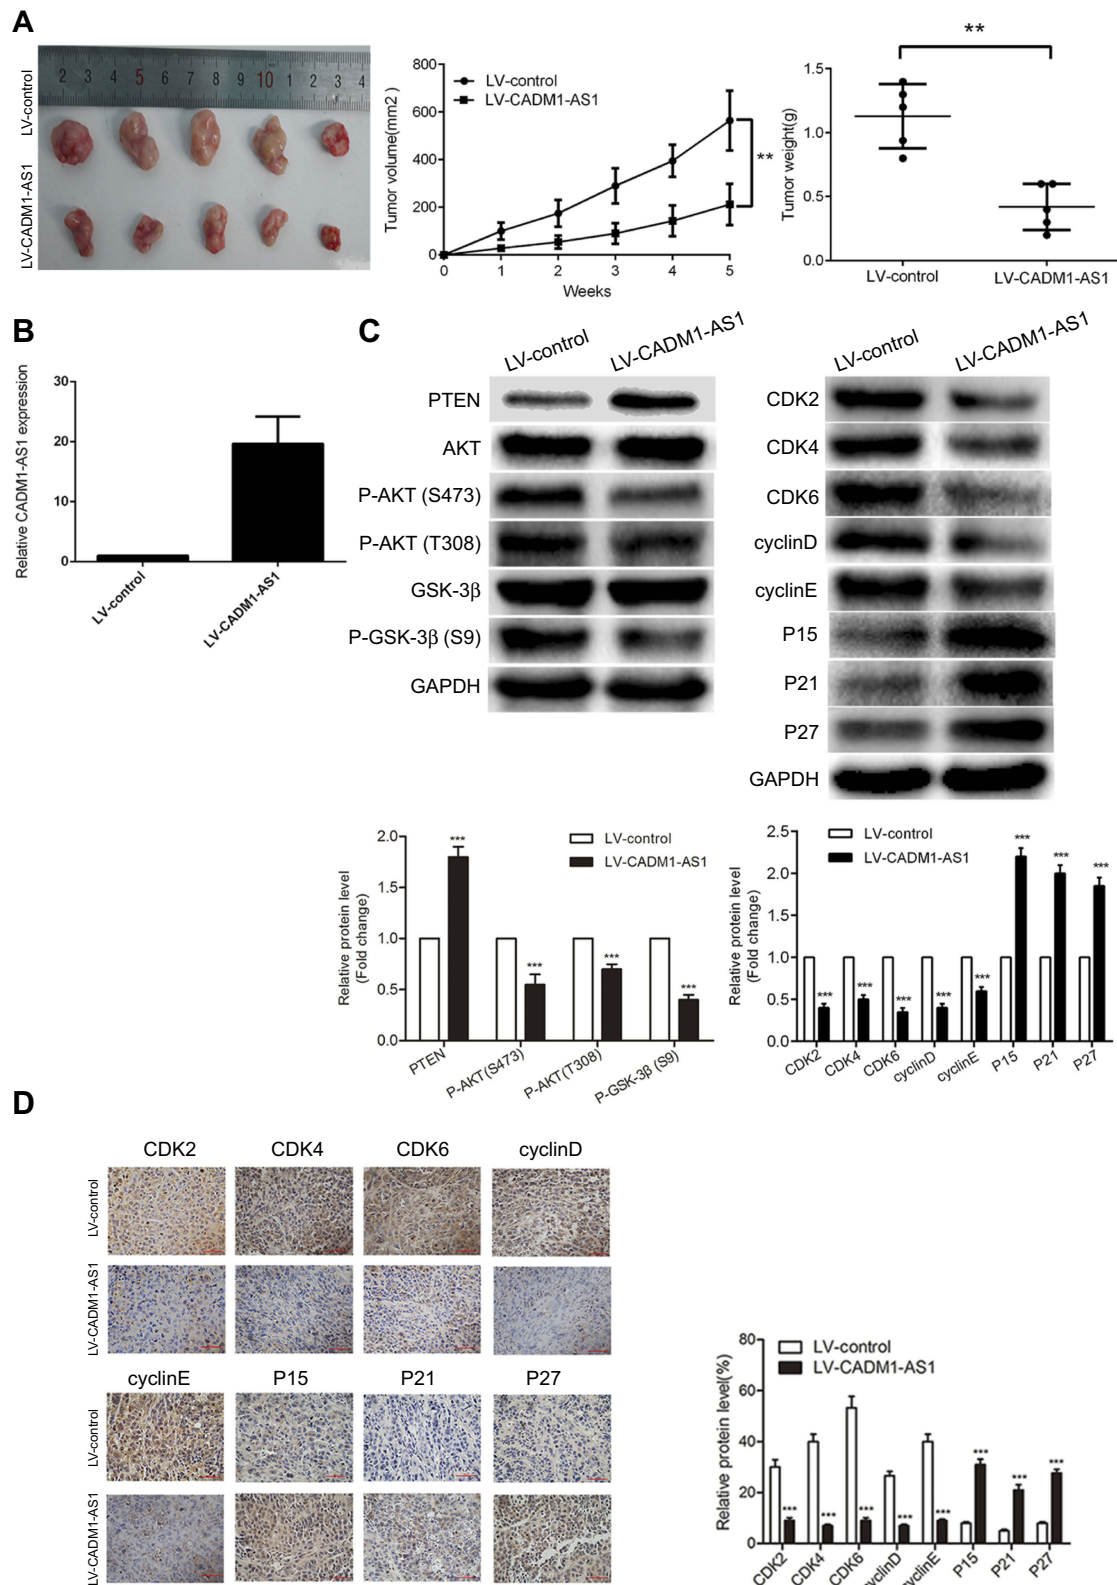 A
LV-control
LV-CADM1-AS1
2 3 4 5 6 7 8 9 10 1 2 3 4
Tumor volume(mm2 )
800
600
400
200
0
LV-control
LV-CADM1-AS1
**
0 1 2 3 4 5
Weeks
**
Tumor weight(g)
1.5
1.0
0.5
0.0
LV-control
LV-CADM1-AS1
B
Relative CADM1-AS1 expression
30
20
10
0
LV-control
LV-CADM1-AS1
C
LV-control
LV-CADM1-AS1
PTEN
AKT
P-AKT (S473)
P-AKT (T308)
GSK-3β
P-GSK-3β (S9)
GAPDH
LV-control
LV-CADM1-AS1
CDK2
CDK4
CDK6
cyclinD
cyclinE
P15
P21
P27
GAPDH
Relative protein level
(Fold change)
2.0
1.5
1.0
0.5
0.0
LV-control
LV-CADM1-AS1
***
***
***
***
PTEN
P-AKT(S473)
P-AKT(T308)
P-GSK-3β (S9)
Relative protein level
(Fold change)
2.5
2.0
1.5
1.0
0.5
0.0
LV-control
LV-CADM1-AS1
***
***
***
***
***
***
***
***
CDK2
CDK4
CDK6
cyclinD
cyclinE
P15
P21
P27
D
CDK2 CDK4 CDK6 cyclinD
LV-control
LV-CADM1-AS1
cyclinE P15 P21 P27
LV-control
LV-CADM1-AS1
Relative protein level(%)
80
60
40
20
0
LV-control
LV-CADM1-AS1
***
***
***
***
***
***
***
***
CDK2
CDK4
CDK6
cyclinD
cyclinE
P15
P21
P27